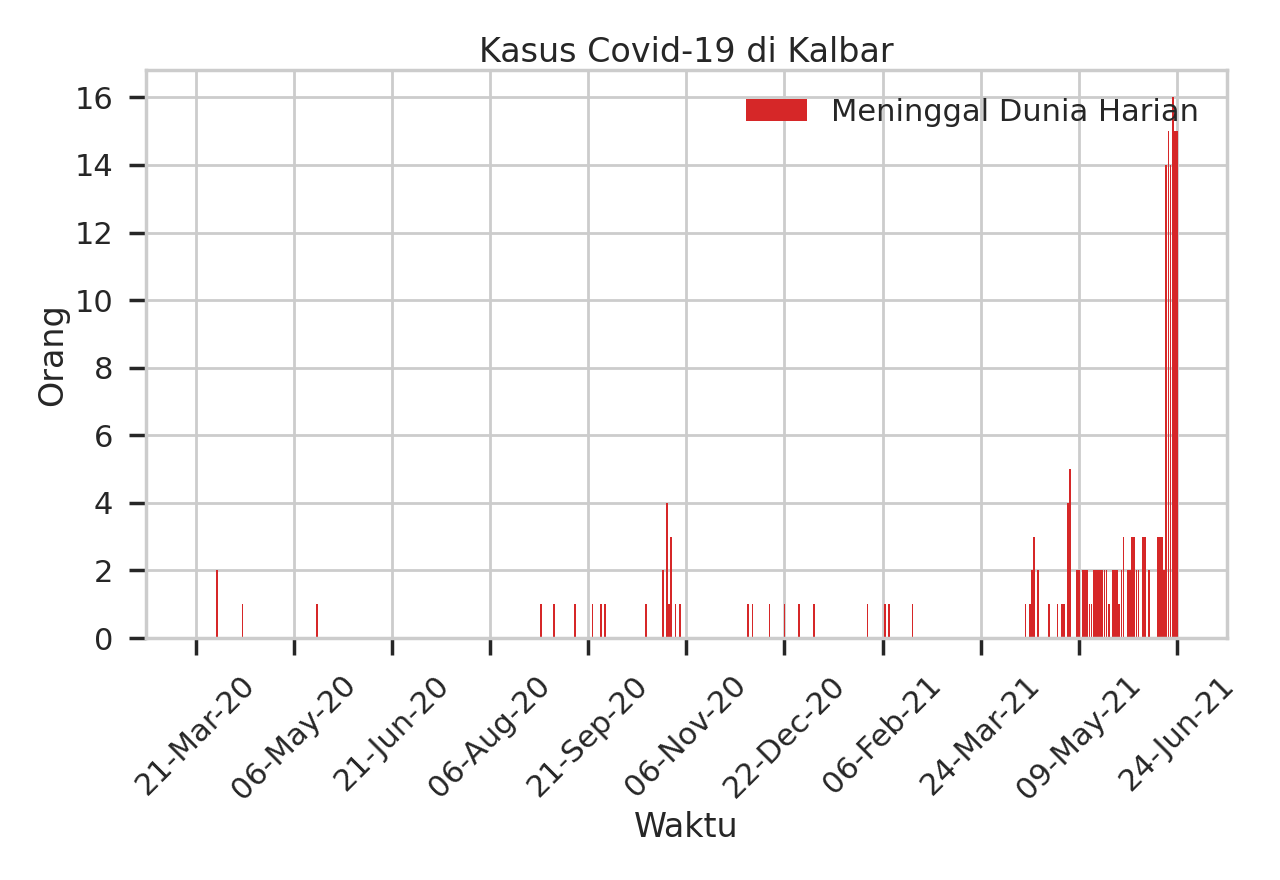 Kasus Covid-19 di Kalbar
Meninggal Dunia Harian
16
14
12
10
8
6
4
2
0
Orang
21-Mar-20
06-May-20
21-Jun-20
06-Aug-20
21-Sep-20
06-Nov-20
22-Dec-20
06-Feb-21
24-Mar-21
09-May-21
24-Jun-21
Waktu